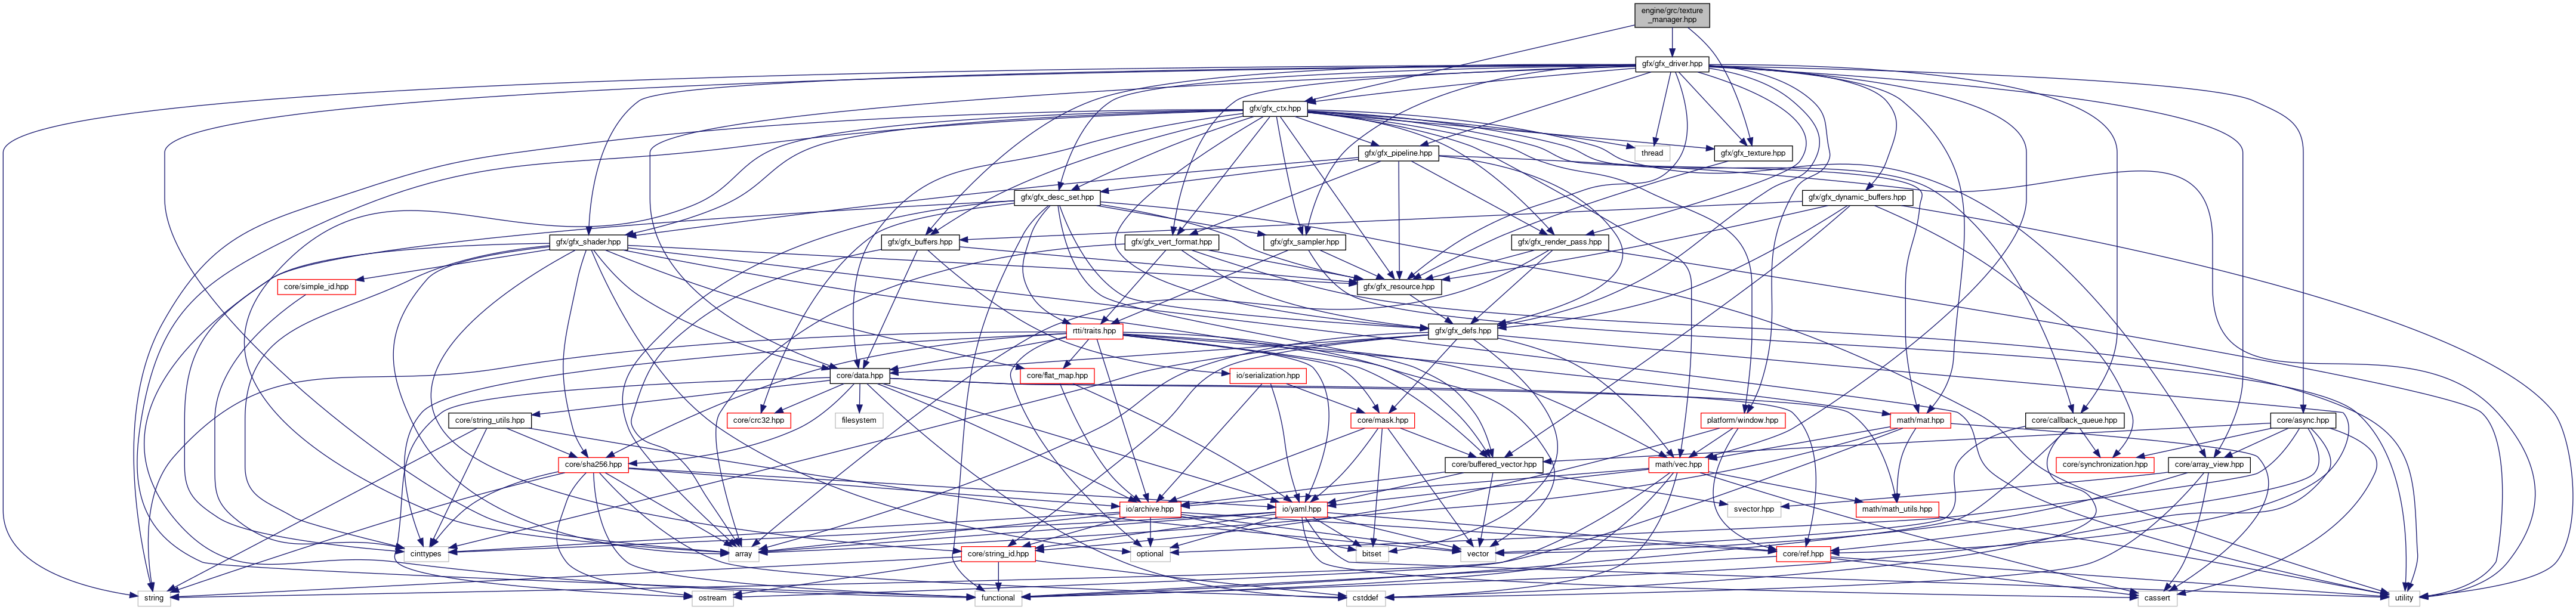 engine/grc/texture
_manager.hpp
gfx/gfx_driver.hpp
gfx/gfx_ctx.hpp
thread
gfx/gfx_texture.hpp
gfx/gfx_pipeline.hpp
gfx/gfx_desc_set.hpp
gfx/gfx_dynamic_buffers.hpp
gfx/gfx_shader.hpp
gfx/gfx_buffers.hpp
gfx/gfx_vert_format.hpp
gfx/gfx_sampler.hpp
gfx/gfx_render_pass.hpp
core/simple_id.hpp
gfx/gfx_resource.hpp
rtti/traits.hpp
gfx/gfx_defs.hpp
core/data.hpp
core/flat_map.hpp
io/serialization.hpp
core/string_utils.hpp
core/crc32.hpp
filesystem
core/mask.hpp
platform/window.hpp
math/mat.hpp
core/callback_queue.hpp
core/async.hpp
core/sha256.hpp
core/buffered_vector.hpp
math/vec.hpp
core/synchronization.hpp
core/array_view.hpp
io/archive.hpp
io/yaml.hpp
svector.hpp
math/math_utils.hpp
cinttypes
array
core/string_id.hpp
optional
bitset
vector
core/ref.hpp
string
ostream
functional
cstddef
cassert
utility